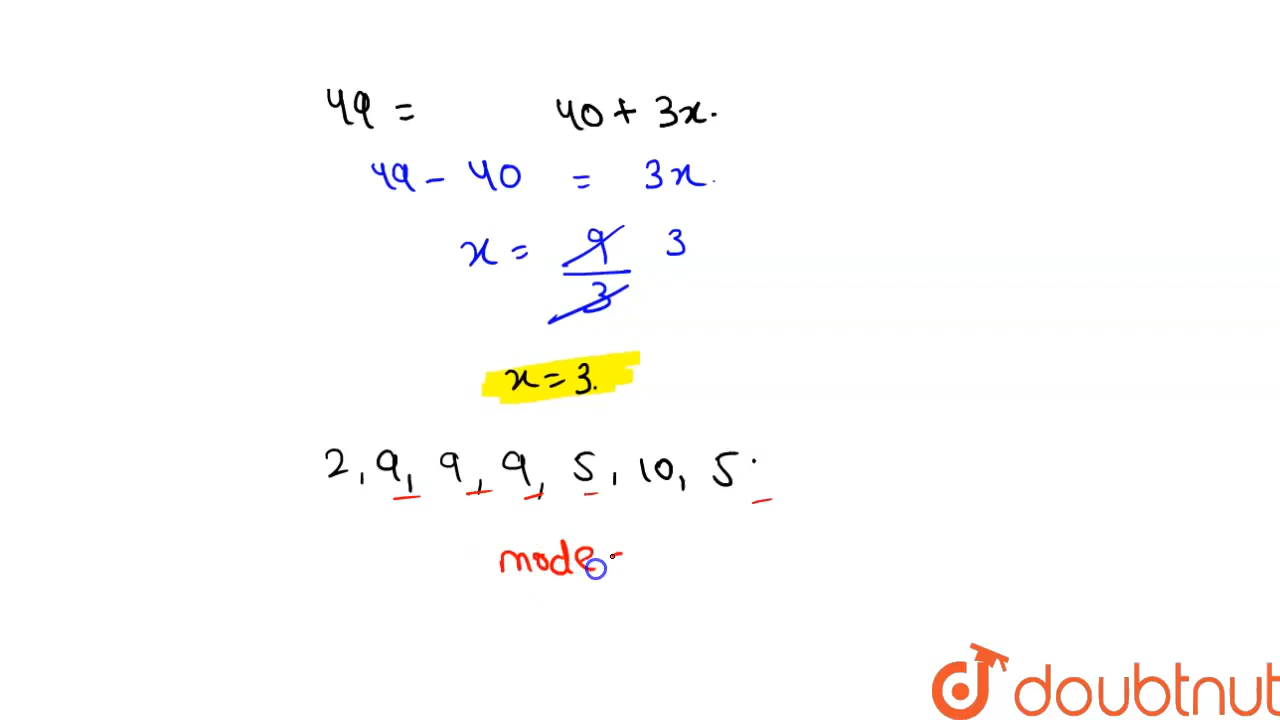 49 = 40 + 3x.
49 - 40 = 3x.
x = 9/3 3
x = 3.
2, 9, 9, 9, 5, 10, 5.
mode -
doubtnut